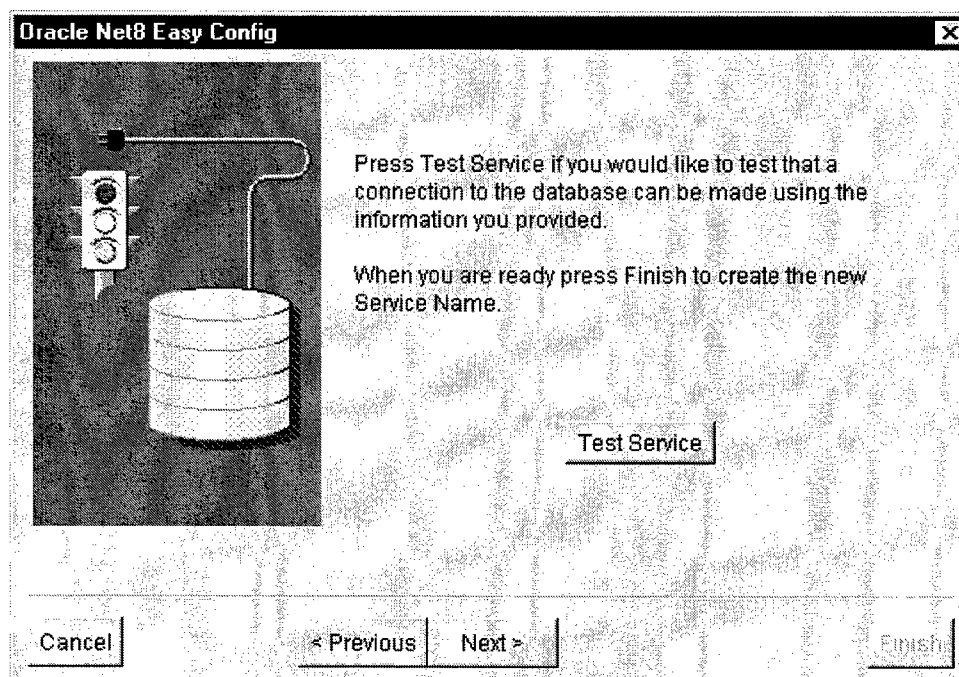 Oracle Net8 Easy Config
Press Test Service if you would like to test that a
connection to the database can be made using the
information you provided.
When you are ready press Finish to create the new
Service Name.
Test Service
Cancel
< Previous
Next >
Finish